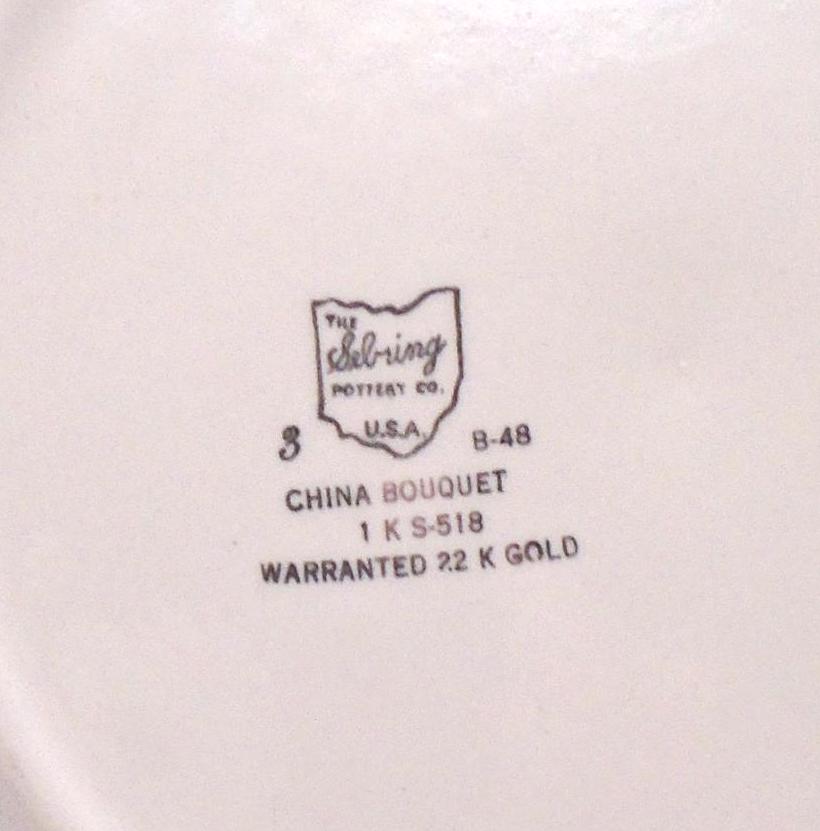 THE
Sebring
POTTERY CO.
U.S.A.
3 B-48
CHINA BOUQUET
1 K S-518
WARRANTED 22 K GOLD